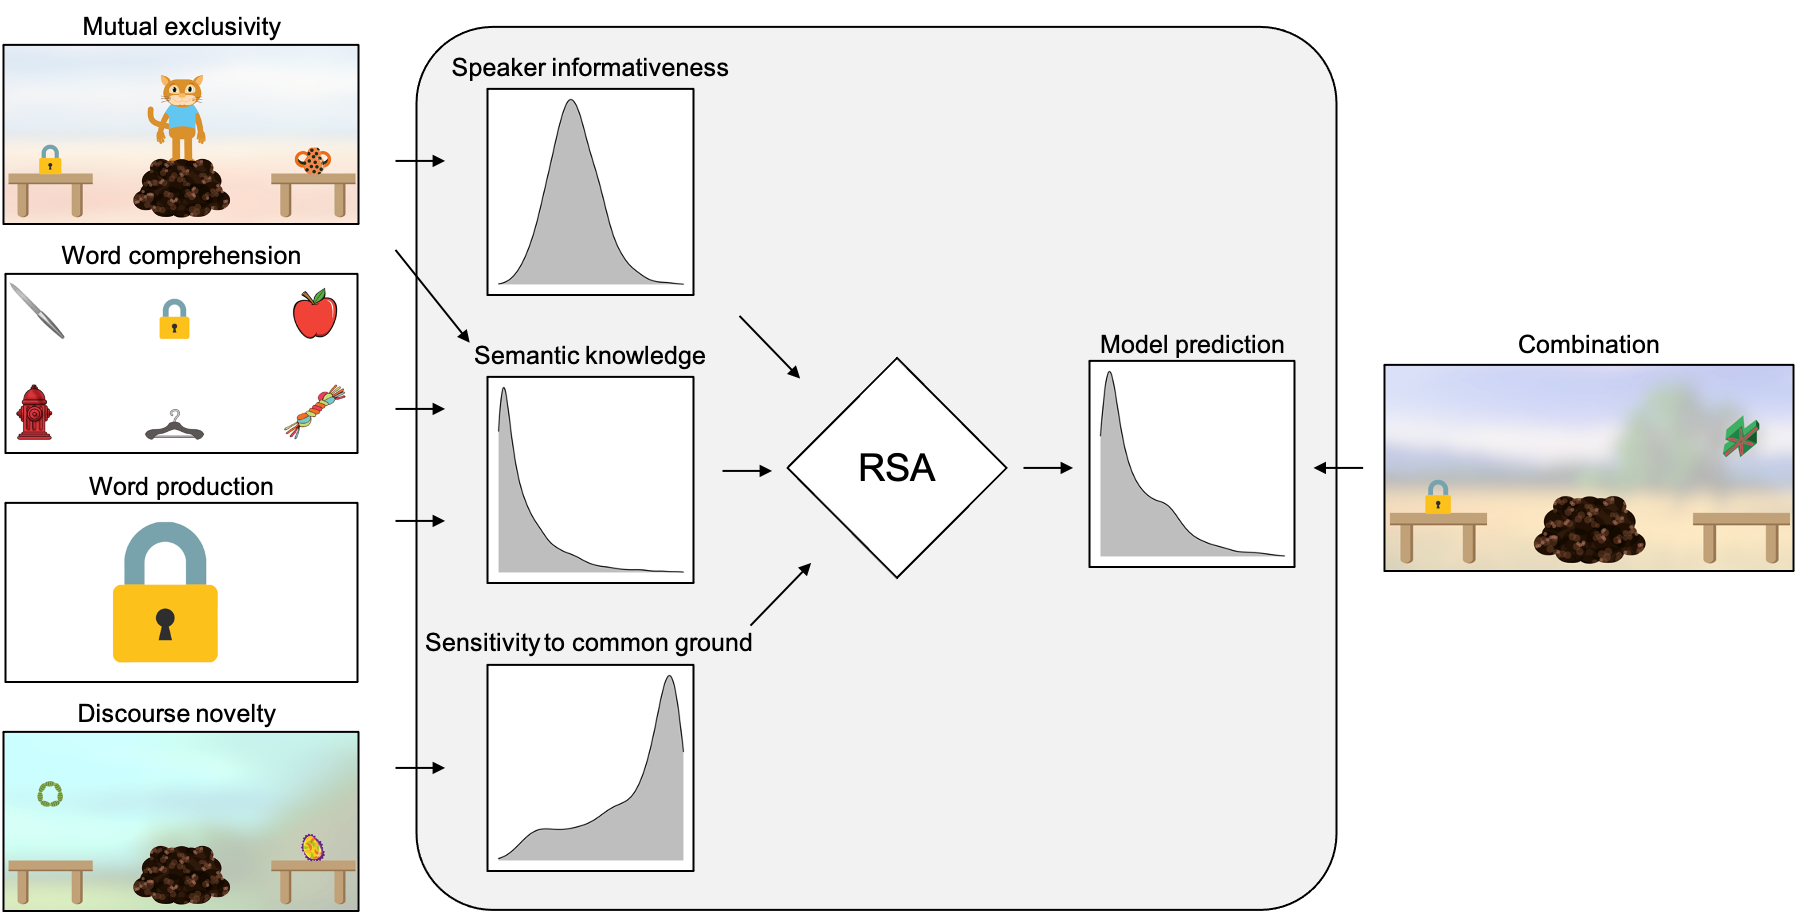 Mutual exclusivity
Word comprehension
Word production
Discourse novelty
Speaker informativeness
Semantic knowledge
Sensitivity to common ground
RSA
Model prediction
Combination